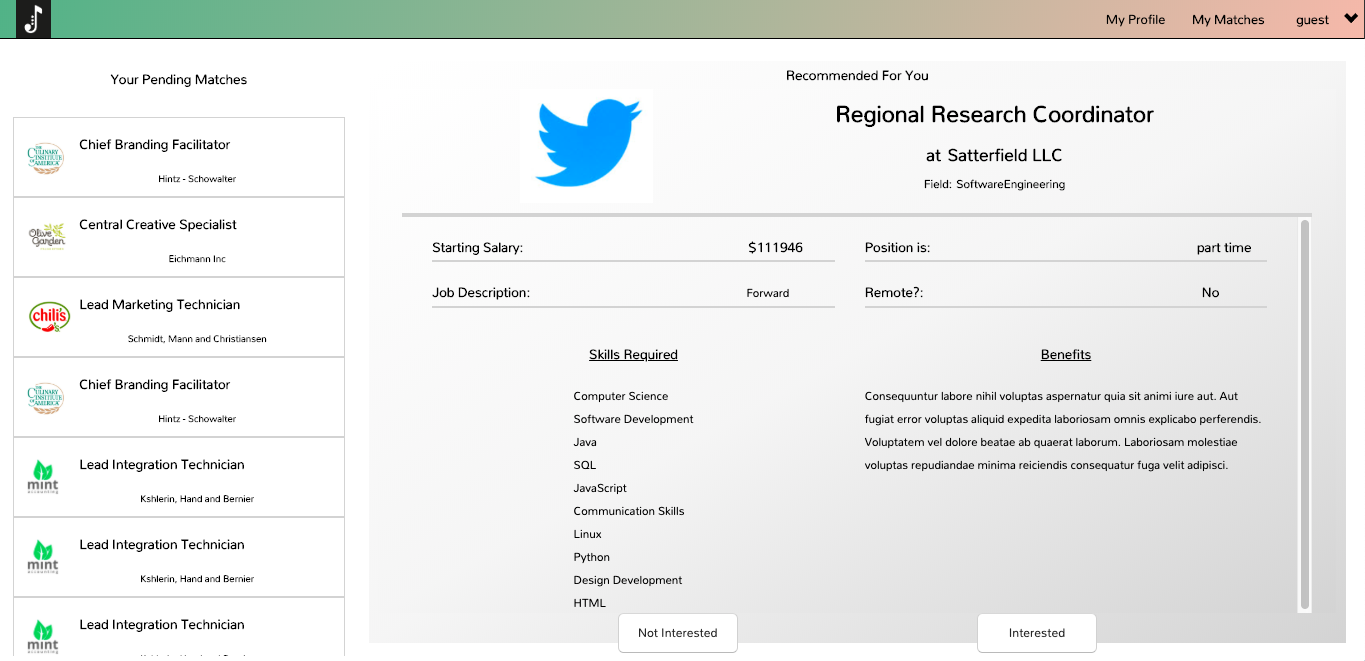 My Profile My Matches guest
Your Pending Matches
Chief Branding Facilitator
THE CULINARY INSTITUTE OF AMERICA
Hintz - Schowalter
Central Creative Specialist
Olive Garden
Eichmann Inc
Lead Marketing Technician
chili's
Schmidt, Mann and Christiansen
Chief Branding Facilitator
THE CULINARY INSTITUTE OF AMERICA
Hintz - Schowalter
Lead Integration Technician
mint
accounting
Kshlerin, Hand and Bernier
Lead Integration Technician
mint
accounting
Kshlerin, Hand and Bernier
Lead Integration Technician
mint
Recommended For You
Regional Research Coordinator
at Satterfield LLC
Field: SoftwareEngineering
Starting Salary: $111946
Position is: part time
Job Description: Forward
Remote?: No
Skills Required
Computer Science
Software Development
Java
SQL
JavaScript
Communication Skills
Linux
Python
Design Development
HTML
Benefits
Consequuntur labore nihil voluptas aspernatur quia sit animi iure aut. Aut
fugiat error voluptas aliquid expedita laboriosam omnis explicabo perferendis.
Voluptatem vel dolore beatae ab quaerat laborum. Laboriosam molestiae
voluptas repudiandae minima reiciendis consequatur fuga velit adipisci.
Not Interested
Interested